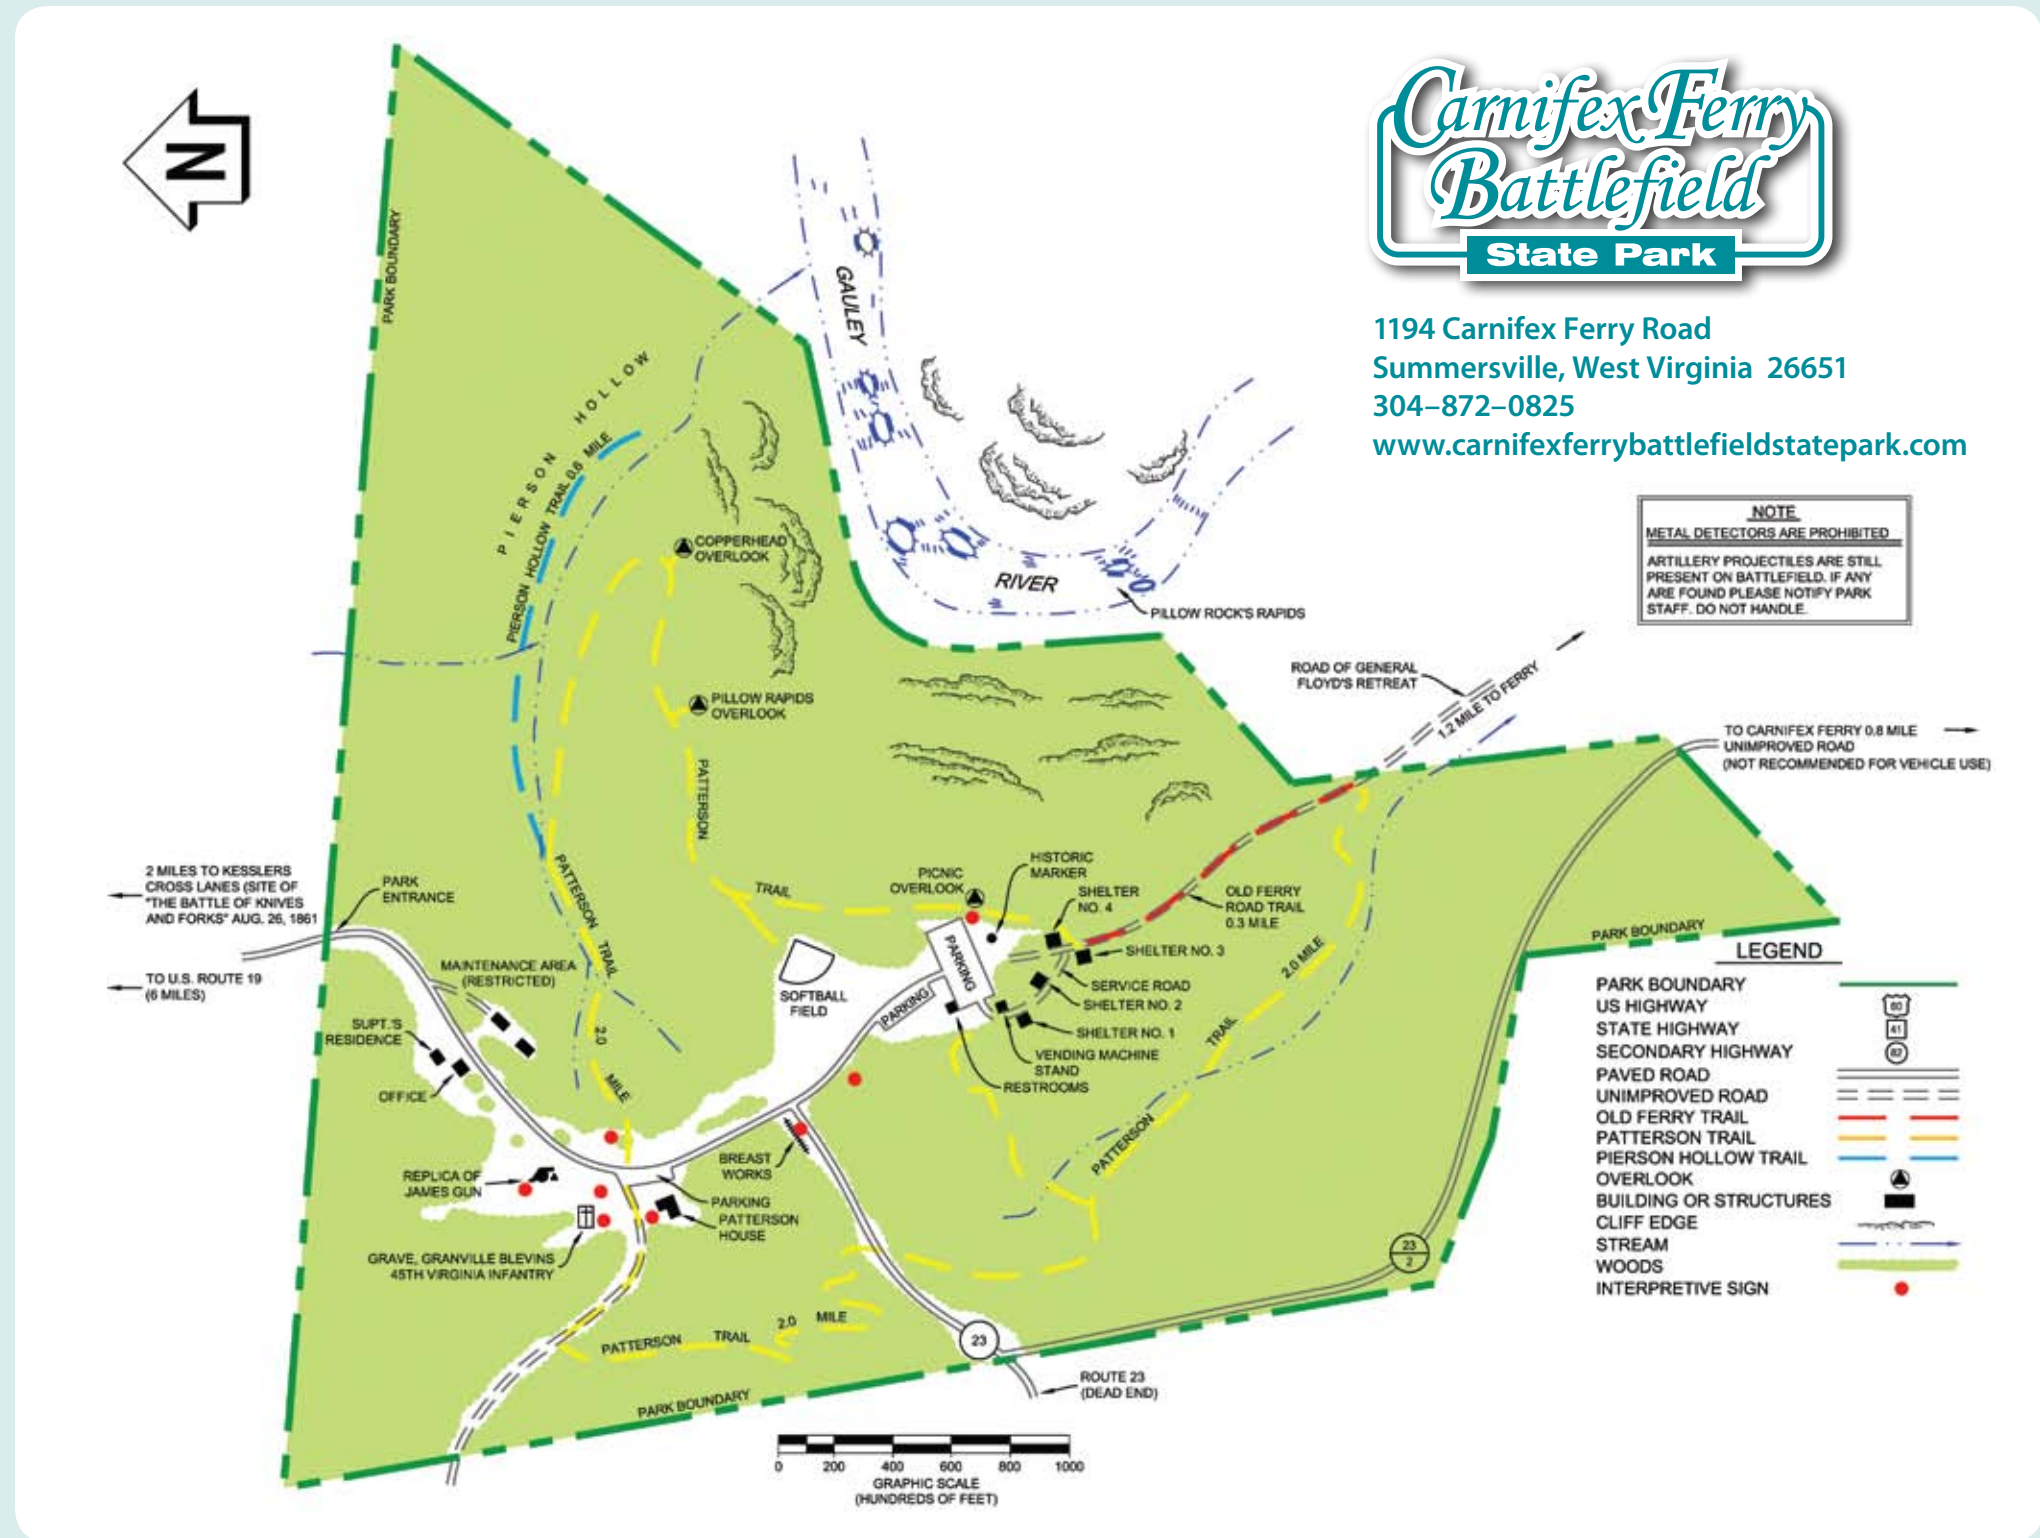 Carnifex Ferry
Battlefield
State Park
1194 Carnifex Ferry Road
Summersville, West Virginia 26651
304–872–0825
www.carnifexferrybattlefieldstatepark.com
N
PARK BOUNDARY
GAULEY
RIVER
PILLOW ROCK'S RAPIDS
NOTE
METAL DETECTORS ARE PROHIBITED
ARTILLERY PROJECTILES ARE STILL
PRESENT ON BATTLEFIELD. IF ANY
ARE FOUND PLEASE NOTIFY PARK
STAFF. DO NOT HANDLE.
PIERSON HOLLOW
PIERSON HOLLOW TRAIL 0.6 MILE
COPPERHEAD
OVERLOOK
PILLOW RAPIDS
OVERLOOK
PATTERSON
TRAIL
ROAD OF GENERAL
FLOYD'S RETREAT
1.2 MILE TO FERRY
TO CARNIFEX FERRY 0.8 MILE
UNIMPROVED ROAD
(NOT RECOMMENDED FOR VEHICLE USE)
2 MILES TO KESSLERS
CROSS LANES (SITE OF
"THE BATTLE OF KNIVES
AND FORKS" AUG. 26, 1861
PARK
ENTRANCE
TO U.S. ROUTE 19
(6 MILES)
MAINTENANCE AREA
(RESTRICTED)
SUPT.'S
RESIDENCE
OFFICE
PATTERSON TRAIL
2.0
MILE
SOFTBALL
FIELD
PICNIC
OVERLOOK
HISTORIC
MARKER
SHELTER
NO. 4
PARKING
PARKING
OLD FERRY
ROAD TRAIL
0.3 MILE
SHELTER NO. 3
SERVICE ROAD
SHELTER NO. 2
SHELTER NO. 1
VENDING MACHINE
STAND
RESTROOMS
PATTERSON TRAIL 2.0 MILE
BREAST
WORKS
REPLICA OF
JAMES GUN
PARKING
PATTERSON
HOUSE
GRAVE, GRANVILLE BLEVINS
45TH VIRGINIA INFANTRY
PATTERSON TRAIL 2.0 MILE
PARK BOUNDARY
23
23
2
ROUTE 23
(DEAD END)
PARK BOUNDARY
LEGEND
PARK BOUNDARY
US HIGHWAY 60
STATE HIGHWAY 41
SECONDARY HIGHWAY 82
PAVED ROAD
UNIMPROVED ROAD
OLD FERRY TRAIL
PATTERSON TRAIL
PIERSON HOLLOW TRAIL
OVERLOOK
BUILDING OR STRUCTURES
CLIFF EDGE
STREAM
WOODS
INTERPRETIVE SIGN
0 200 400 600 800 1000
GRAPHIC SCALE
(HUNDREDS OF FEET)